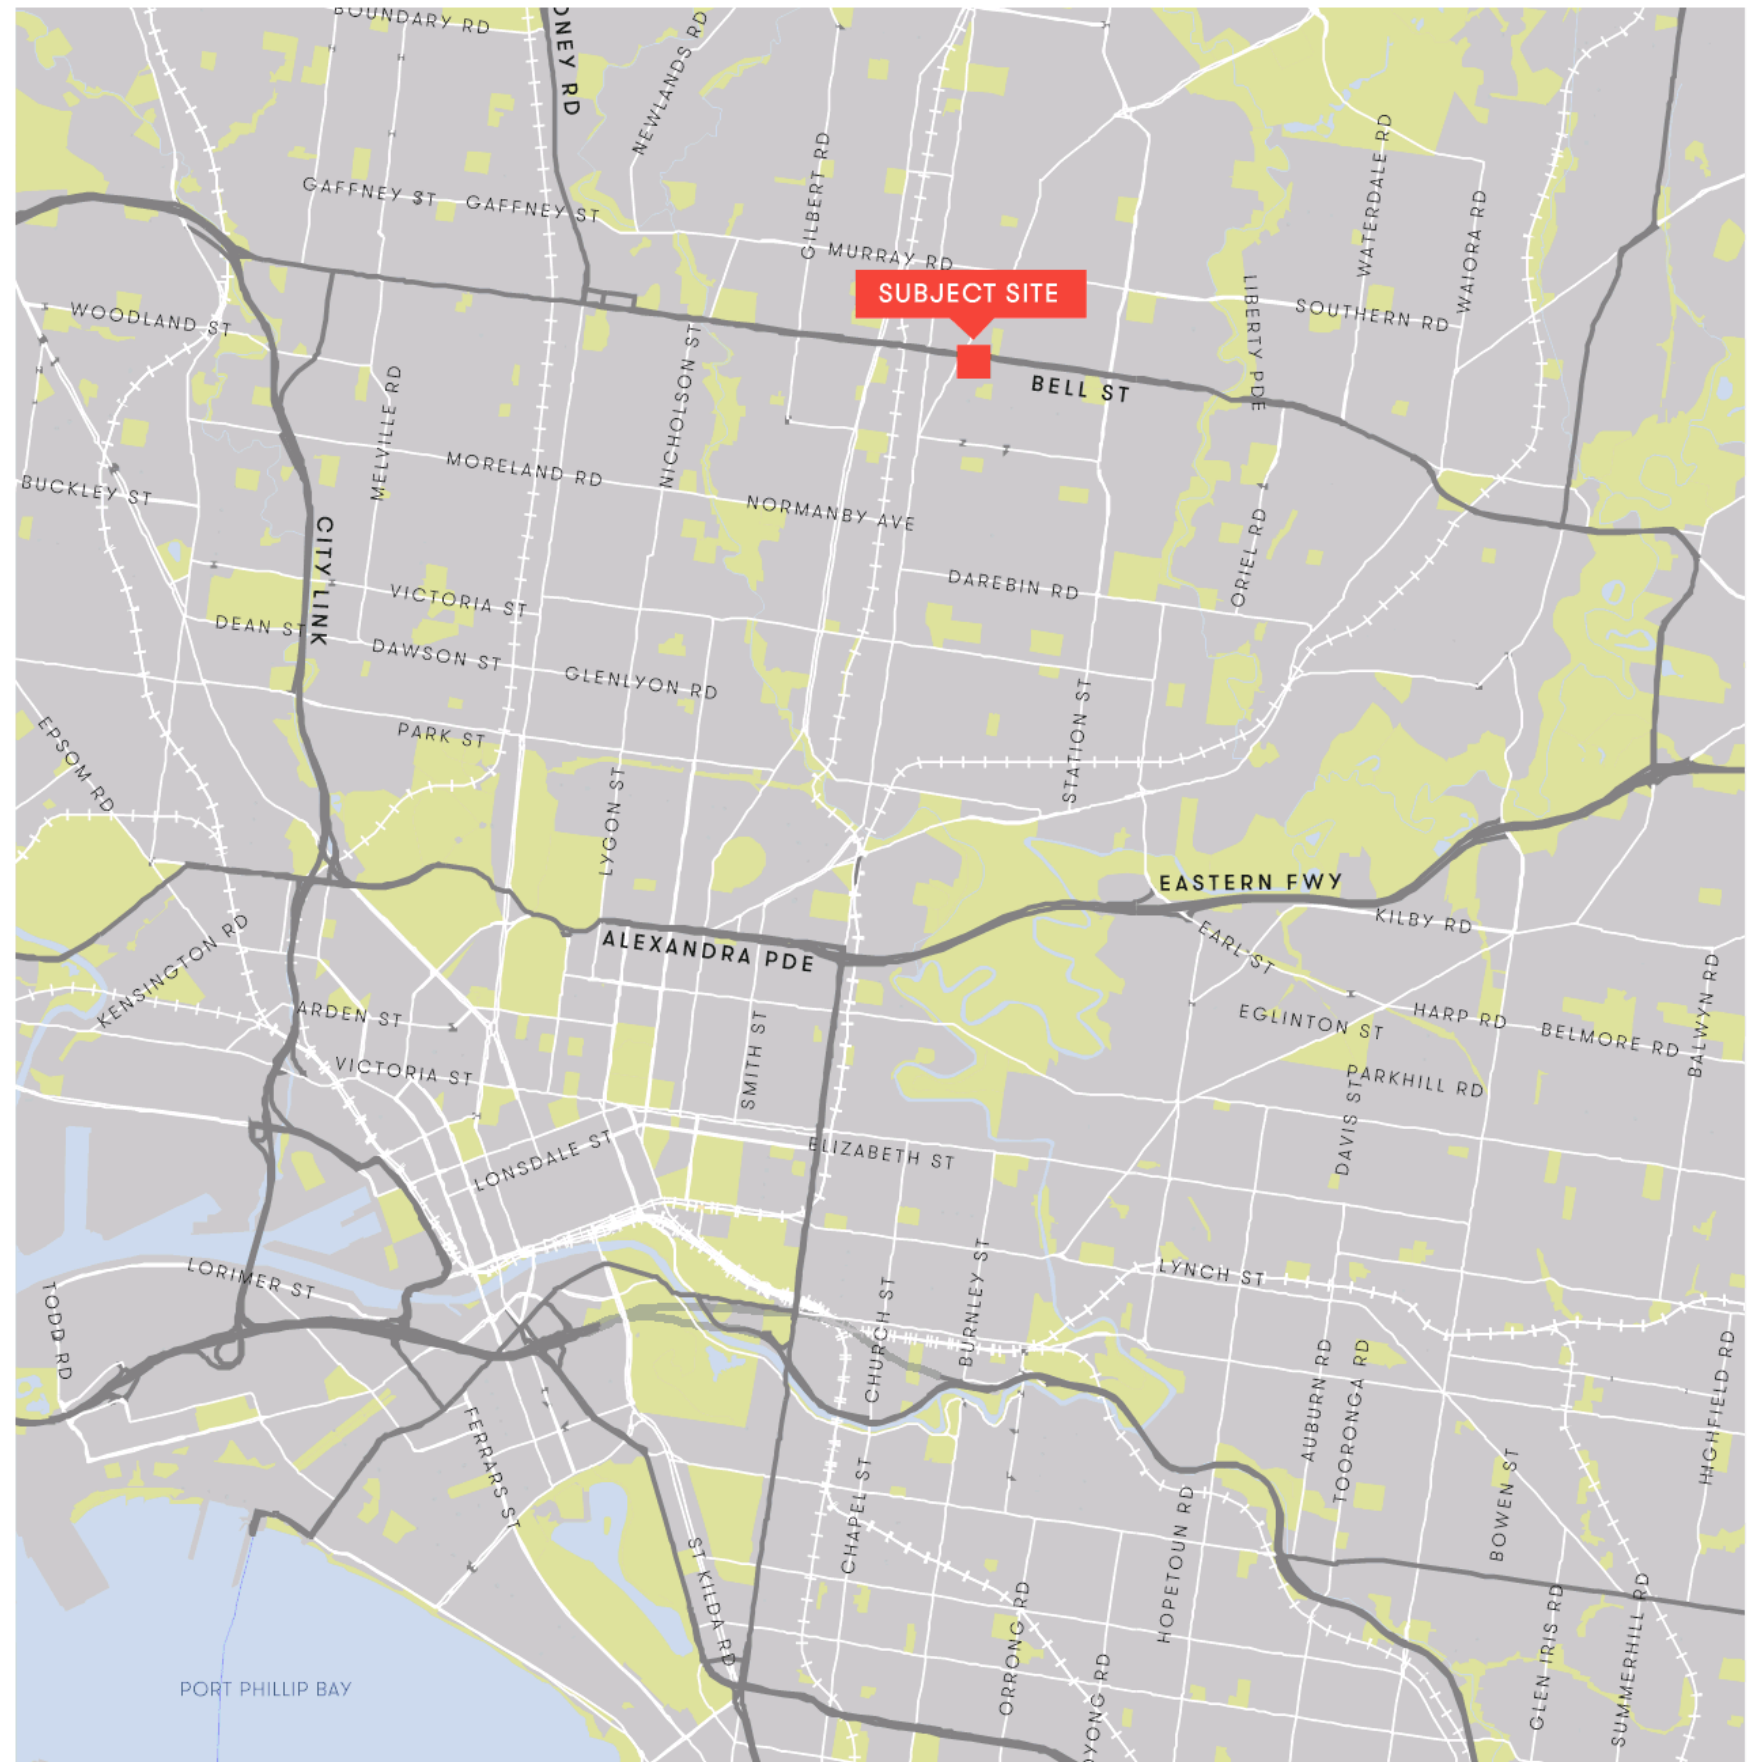 BOUNDARY RD
ONEY RD
NEWLANDS RD
GILBERT RD
WATERDALE RD
WAIORA RD
GAFFNEY ST
GAFFNEY ST
MURRAY RD
SUBJECT SITE
LIBERTY PDE
SOUTHERN RD
WOODLAND ST
NICHOLSON ST
BELL ST
MELVILLE RD
MORELAND RD
BUCKLEY ST
NORMANBY AVE
CITY LINK
ORIEL RD
DAREBIN RD
VICTORIA ST
DEAN ST
DAWSON ST
GLENLYON RD
STATION ST
PARK ST
EPSOM RD
LYGON ST
EASTERN FWY
KILBY RD
EARL ST
ALEXANDRA PDE
KENSINGTON RD
BALWYN RD
ARDEN ST
SMITH ST
EGLINTON ST
HARP RD
BELMORE RD
VICTORIA ST
PARKHILL RD
DAVIS ST
LONSDALE ST
ELIZABETH ST
LORIMER ST
TODD RD
BURNLEY ST
LYNCH ST
CHURCH ST
AUBURN RD
TOORONGA RD
HIGHFIELD RD
FERRARS ST
CHAPEL ST
HOPETOUN RD
BOWEN ST
ST KILDA RD
ORRONG RD
GLEN IRIS RD
SUMMERHILL RD
OYONG RD
PORT PHILLIP BAY